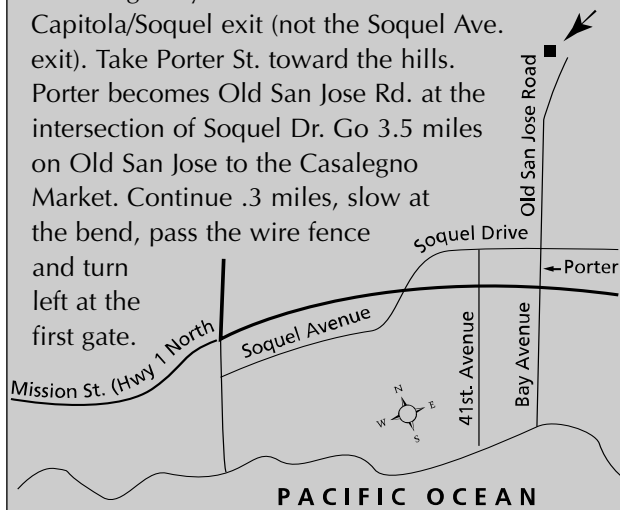 Capitola/Soquel exit (not the Soquel Ave.
exit). Take Porter St. toward the hills.
Porter becomes Old San Jose Rd. at the
intersection of Soquel Dr. Go 3.5 miles
on Old San Jose to the Casalegno
Market. Continue .3 miles, slow at
the bend, pass the wire fence
and turn
left at the
first gate.
Old San Jose Road
Soquel Drive
Porter
Soquel Avenue
Mission St. (Hwy 1 North
41st. Avenue
Bay Avenue
N
W
E
S
PACIFIC OCEAN